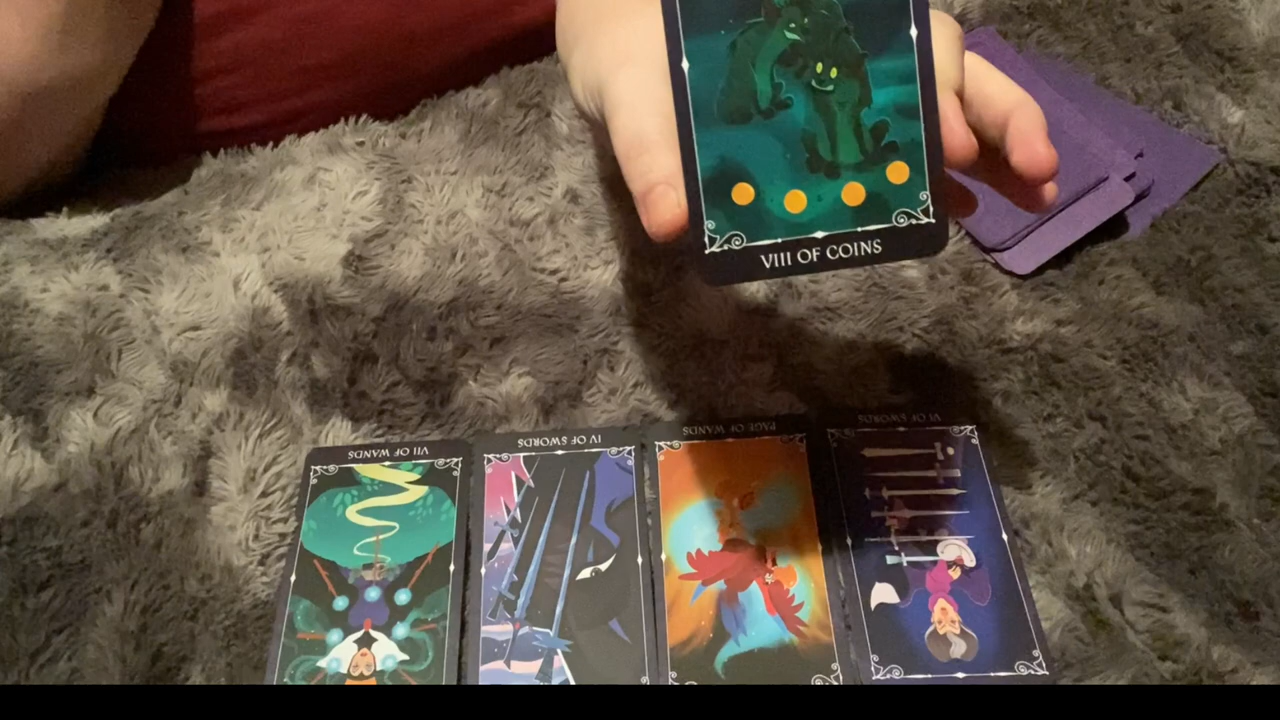 VIII OF COINS
VII OF WANDS
IV OF SWORDS
PAGE OF WANDS
VI OF SWORDS